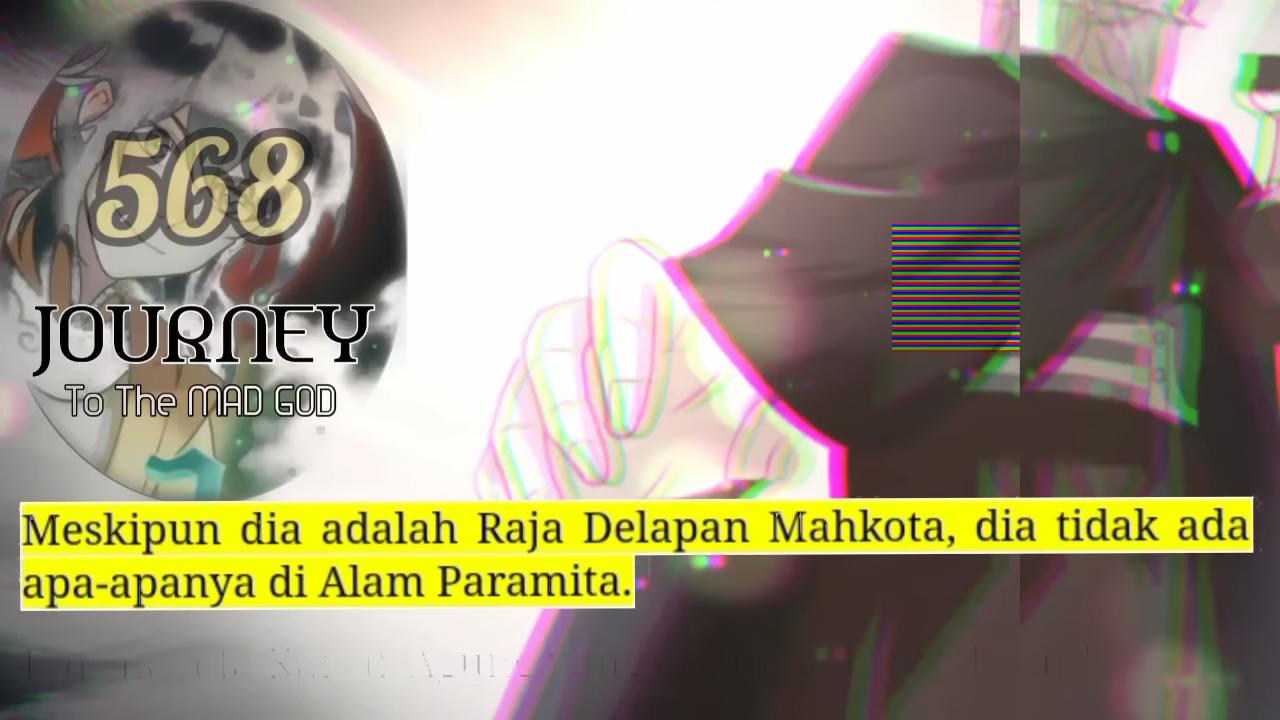 568
JOURNEY
To The MAD GOD
Meskipun dia adalah Raja Delapan Mahkota, dia tidak ada
apa-apanya di Alam Paramita.